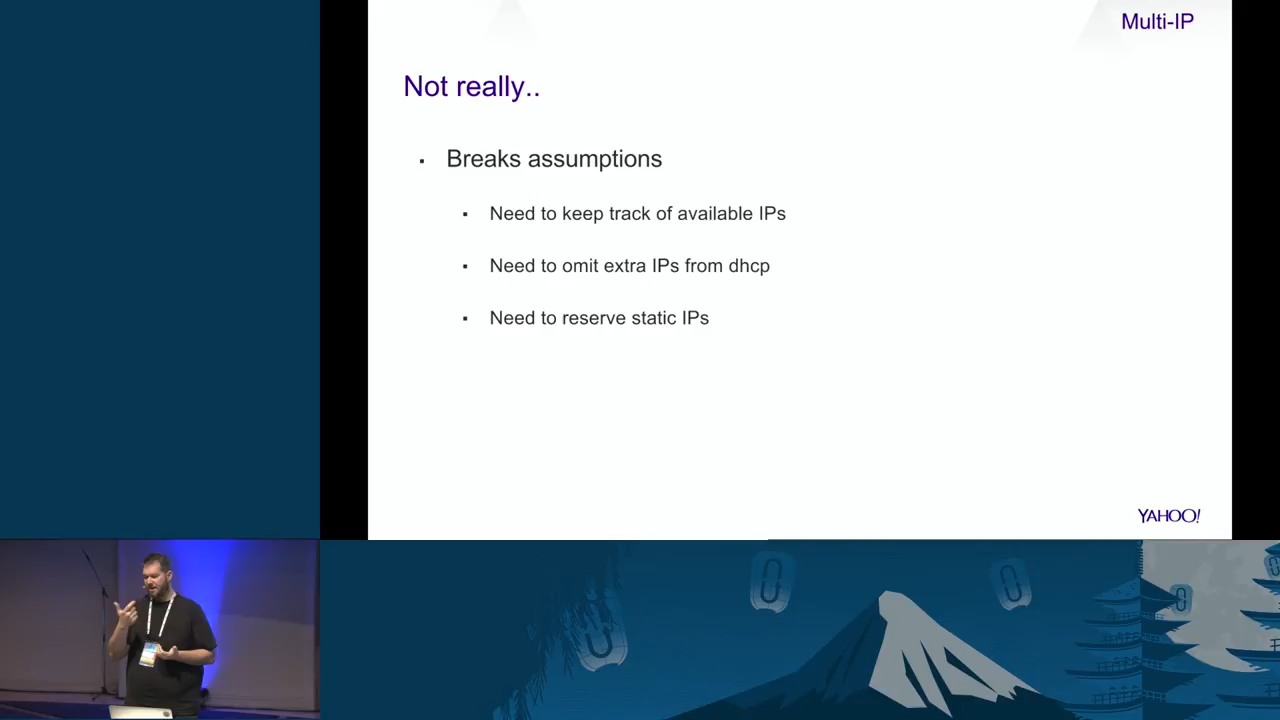 Multi-IP
Not really..
Breaks assumptions
Need to keep track of available IPs
Need to omit extra IPs from dhcp
Need to reserve static IPs
YAHOO!